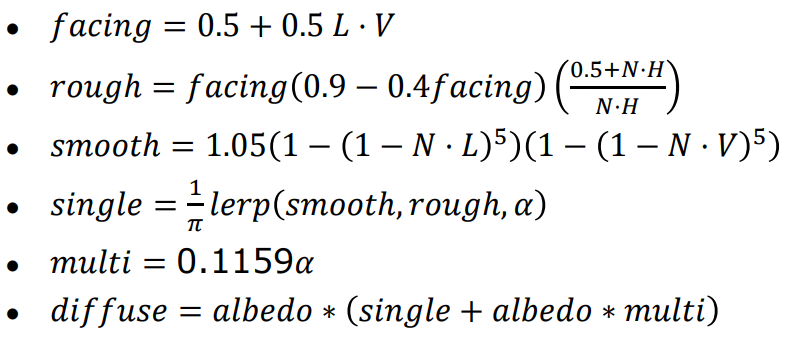 • facing = 0.5 + 0.5 L · V
• rough = facing(0.9 − 0.4facing) ((0.5+N·H)/(N·H))
• smooth = 1.05(1 − (1 − N · L)⁵)(1 − (1 − N · V)⁵)
• single = 1/π lerp(smooth, rough, α)
• multi = 0.1159α
• diffuse = albedo ∗ (single + albedo ∗ multi)